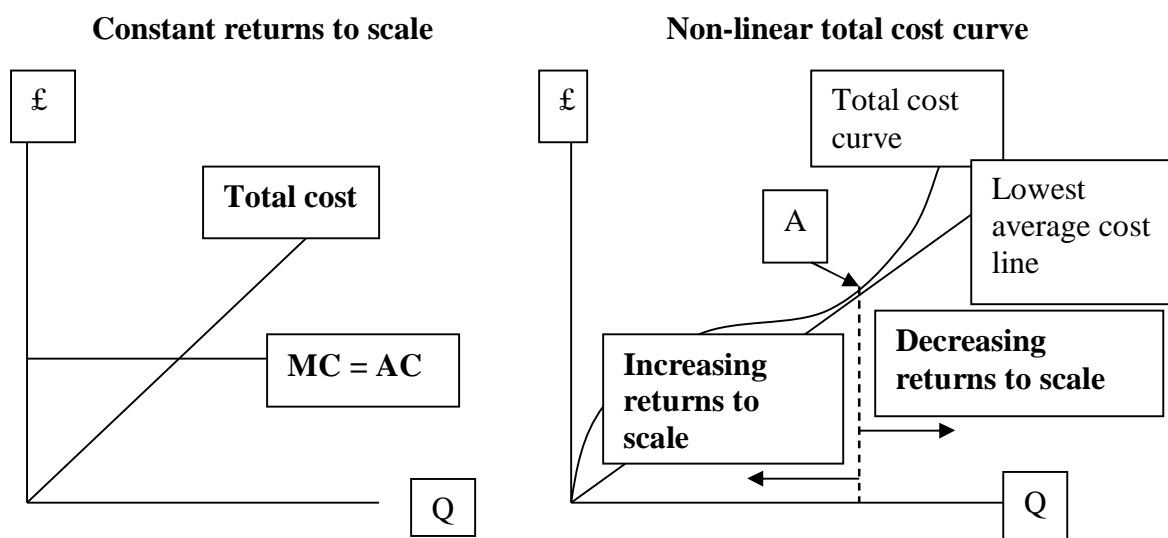 Constant returns to scale
£
Total cost
MC = AC
Q
Non-linear total cost curve
£
Total cost
curve
Lowest
average cost
line
A
Increasing
returns to
scale
Decreasing
returns to scale
Q